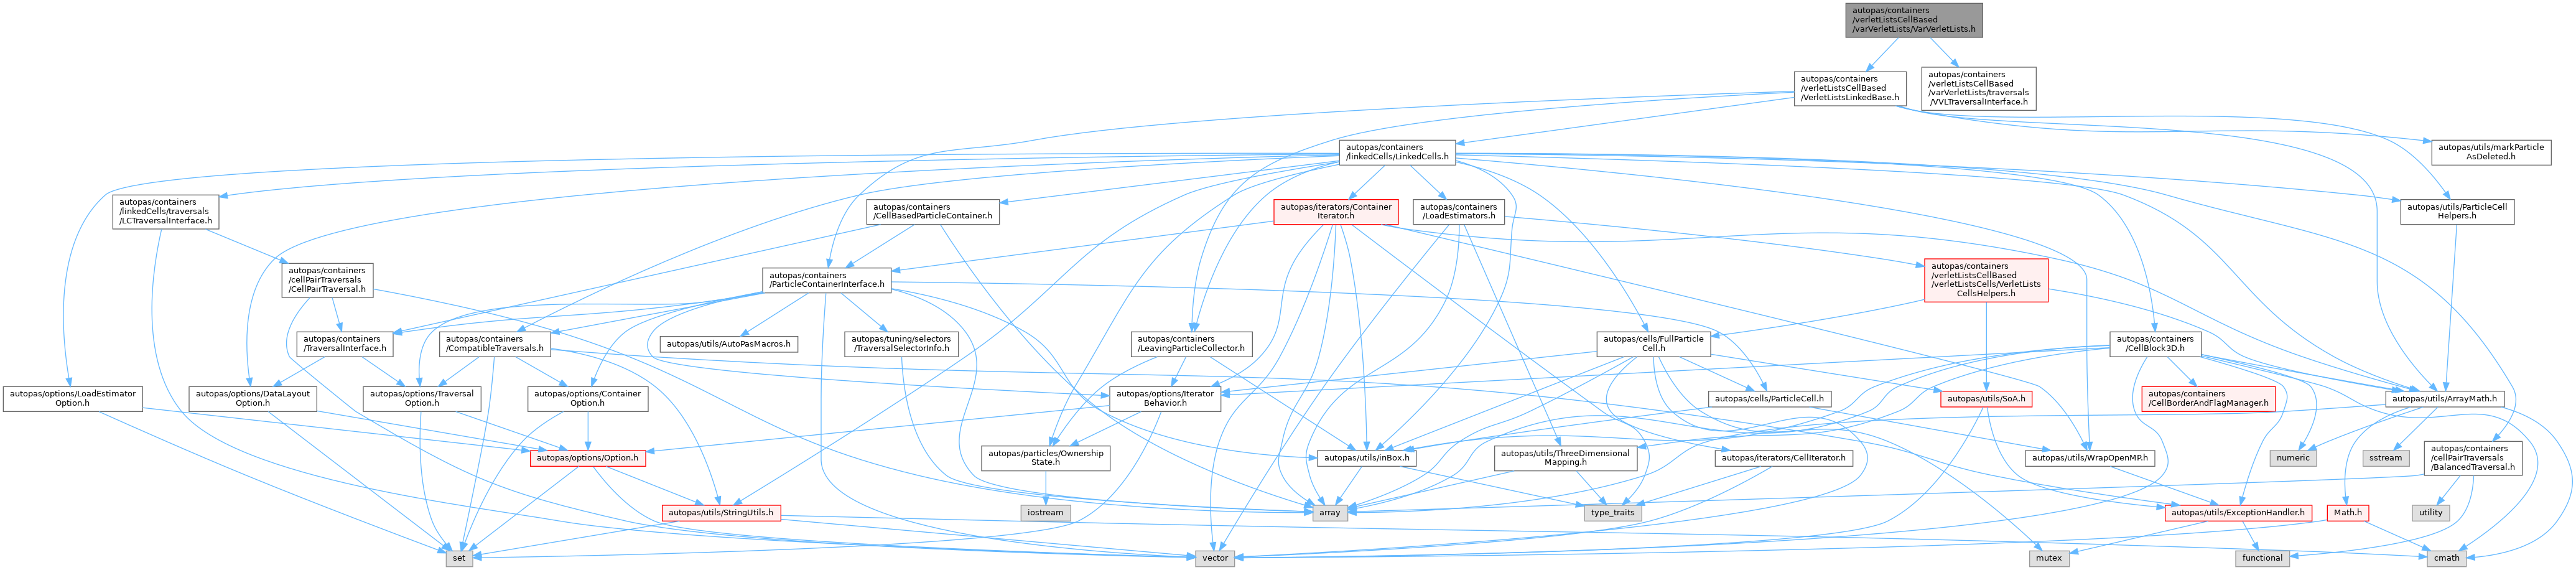 autopas/containers
/verletListsCellBased
/varVerletLists/VarVerletLists.h
autopas/containers
/verletListsCellBased
/VerletListsLinkedBase.h
autopas/containers
/verletListsCellBased
/varVerletLists/traversals
/VVLTraversalInterface.h
autopas/containers
/linkedCells/LinkedCells.h
autopas/utils/markParticle
AsDeleted.h
autopas/containers
/linkedCells/traversals
/LCTraversalInterface.h
autopas/containers
/CellBasedParticleContainer.h
autopas/iterators/Container
Iterator.h
autopas/containers
/LoadEstimators.h
autopas/utils/ParticleCell
Helpers.h
autopas/containers
/cellPairTraversals
/CellPairTraversal.h
autopas/containers
/ParticleContainerInterface.h
autopas/containers
/verletListsCellBased
/verletListsCells/VerletLists
CellsHelpers.h
autopas/containers
/TraversalInterface.h
autopas/containers
/CompatibleTraversals.h
autopas/utils/AutoPasMacros.h
autopas/tuning/selectors
/TraversalSelectorInfo.h
autopas/containers
/LeavingParticleCollector.h
autopas/cells/FullParticle
Cell.h
autopas/containers
/CellBlock3D.h
autopas/options/LoadEstimator
Option.h
autopas/options/DataLayout
Option.h
autopas/options/Traversal
Option.h
autopas/options/Container
Option.h
autopas/options/Iterator
Behavior.h
autopas/cells/ParticleCell.h
autopas/utils/SoA.h
autopas/containers
/CellBorderAndFlagManager.h
autopas/utils/ArrayMath.h
autopas/options/Option.h
autopas/particles/Ownership
State.h
autopas/utils/inBox.h
autopas/utils/ThreeDimensional
Mapping.h
autopas/iterators/CellIterator.h
autopas/utils/WrapOpenMP.h
numeric
sstream
autopas/containers
/cellPairTraversals
/BalancedTraversal.h
autopas/utils/StringUtils.h
iostream
array
type_traits
autopas/utils/ExceptionHandler.h
Math.h
utility
set
vector
mutex
functional
cmath